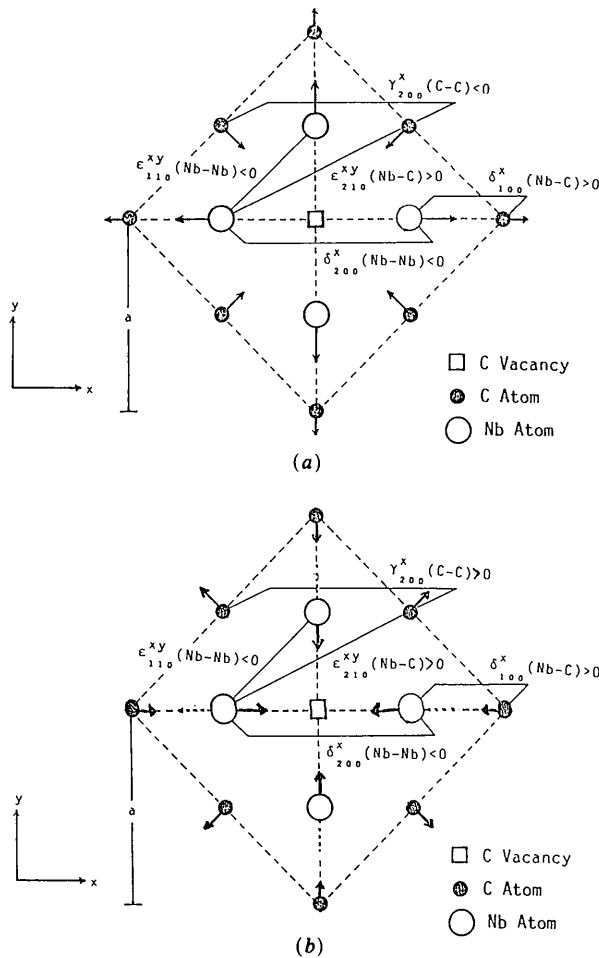 γ^x_200(C-C)<0
ε^xy_110(Nb-Nb)<0
ε^xy_210(Nb-C)>0
δ^x_100(Nb-C)>0
δ^x_200(Nb-Nb)<0
y
a
x
C Vacancy
C Atom
Nb Atom
(a)
γ^x_200(C-C)>0
ε^xy_110(Nb-Nb)<0
ε^xy_210(Nb-C)>0
δ^x_100(Nb-C)>0
δ^x_200(Nb-Nb)<0
y
a
x
C Vacancy
C Atom
Nb Atom
(b)